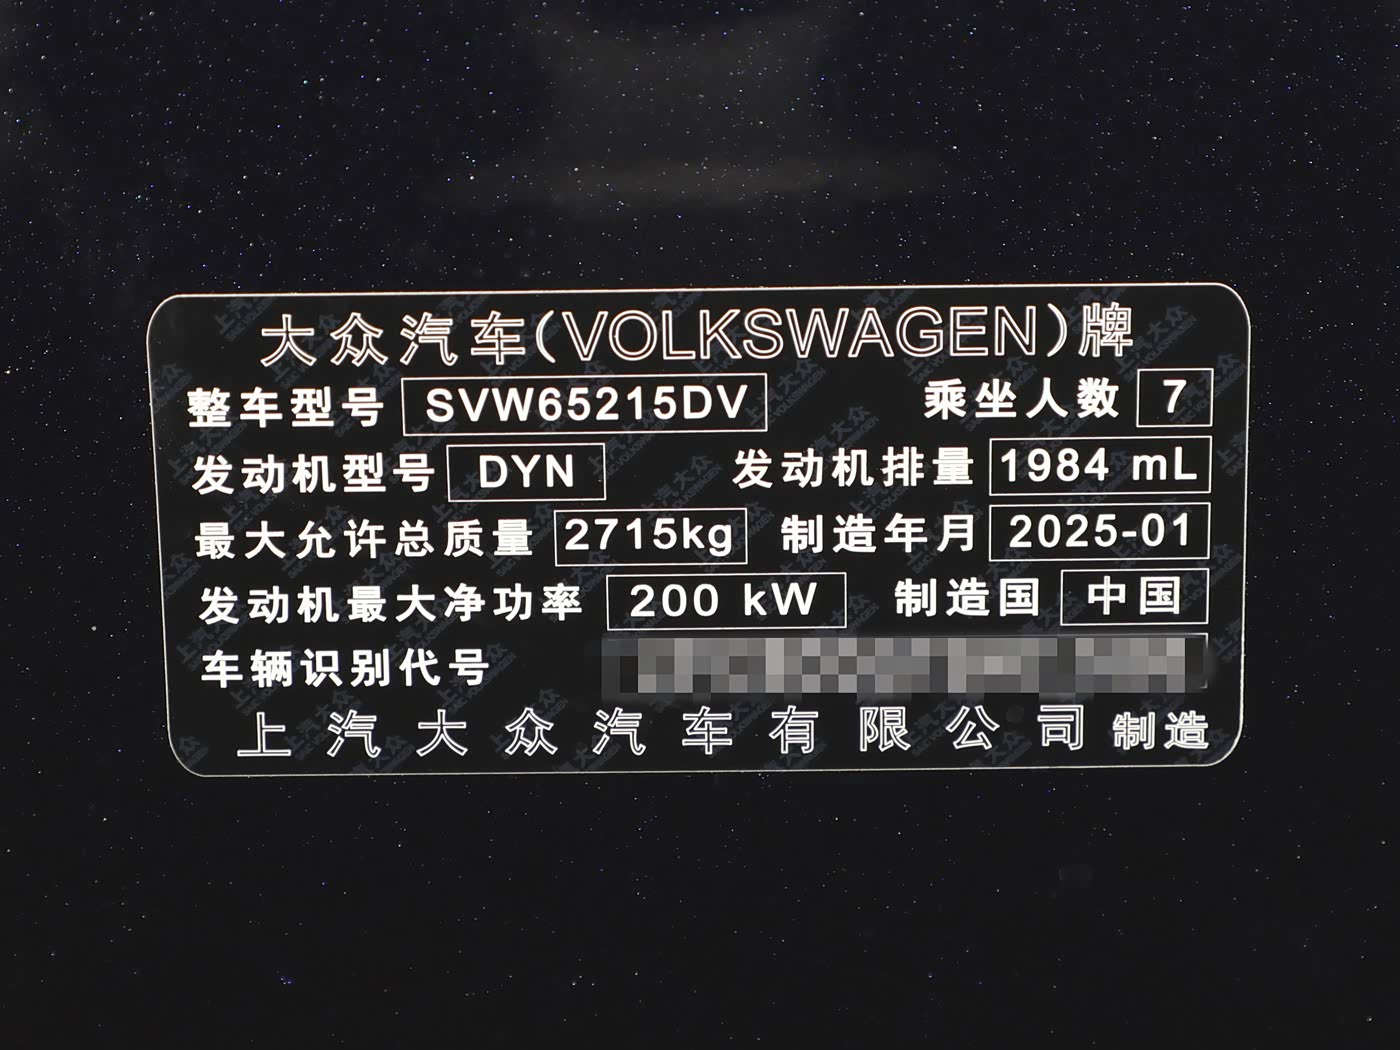 大众汽车(VOLKSWAGEN)牌
整车型号 SVW65215DV 乘坐人数 7
发动机型号 DYN 发动机排量 1984 mL
最大允许总质量 2715kg 制造年月 2025-01
发动机最大净功率 200 kW 制造国 中国
车辆识别代号
上汽大众汽车有限公司 制造